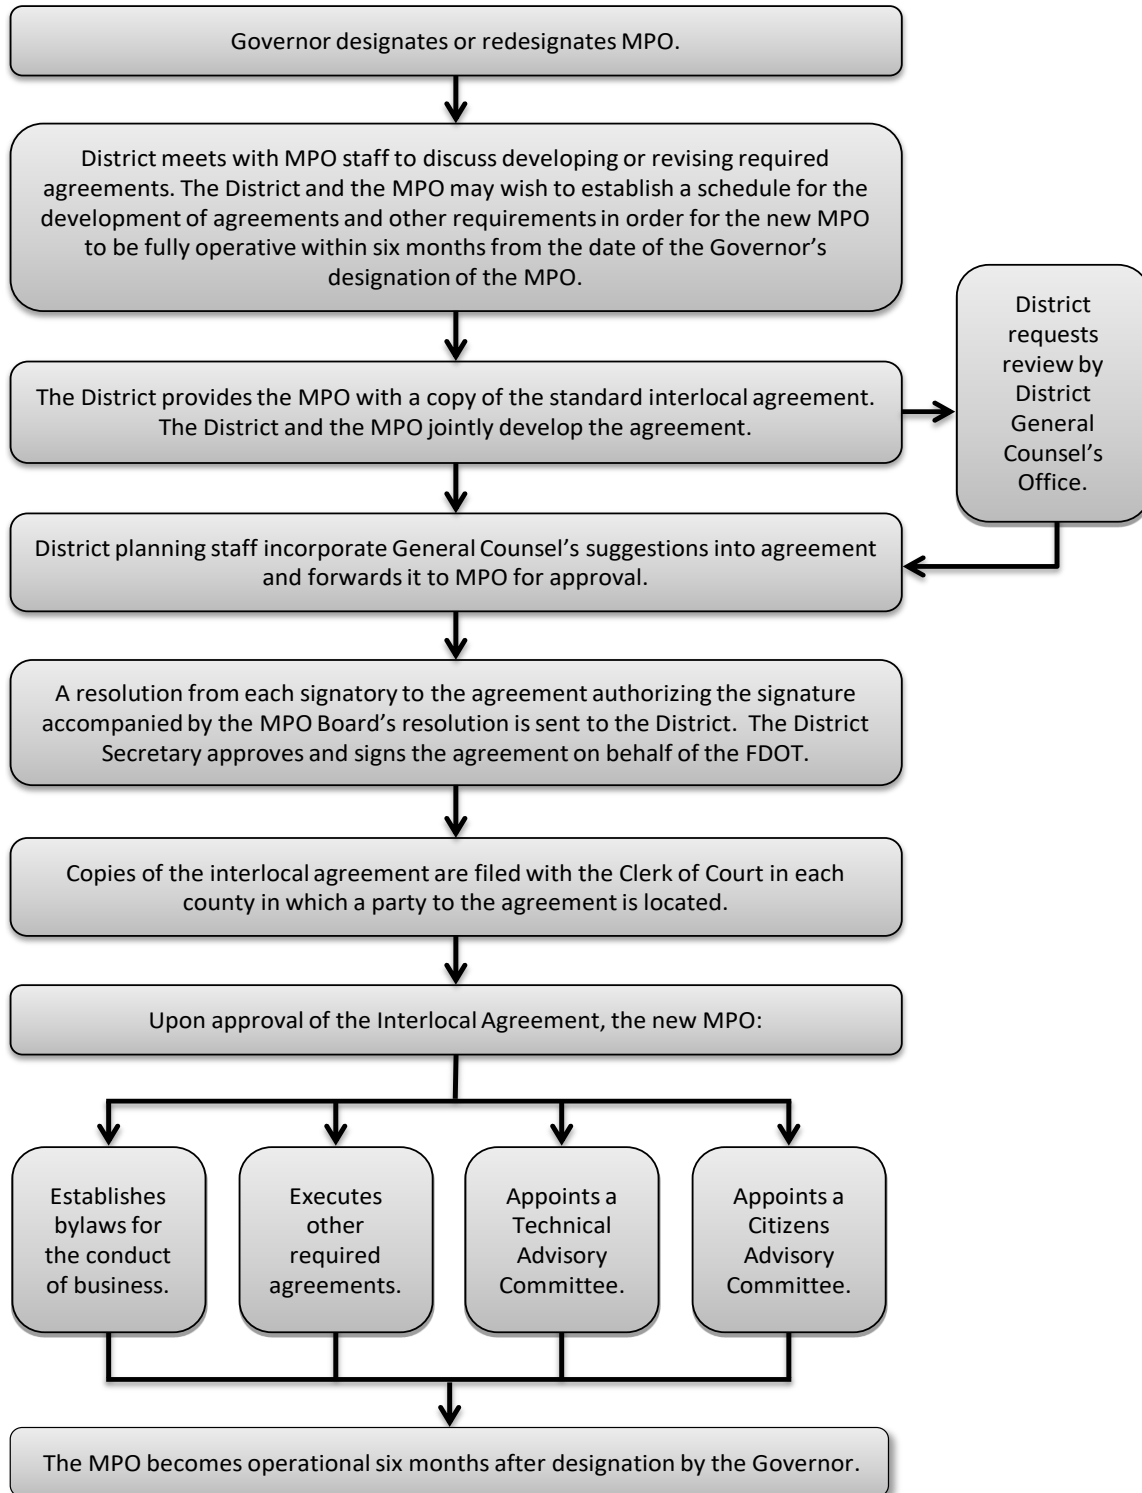 Governor designates or redesignates MPO.
District meets with MPO staff to discuss developing or revising required
agreements. The District and the MPO may wish to establish a schedule for the
development of agreements and other requirements in order for the new MPO
to be fully operative within six months from the date of the Governor’s
designation of the MPO.
The District provides the MPO with a copy of the standard interlocal agreement.
The District and the MPO jointly develop the agreement.
District
requests
review by
District
General
Counsel’s
Office.
District planning staff incorporate General Counsel’s suggestions into agreement
and forwards it to MPO for approval.
A resolution from each signatory to the agreement authorizing the signature
accompanied by the MPO Board’s resolution is sent to the District.  The District
Secretary approves and signs the agreement on behalf of the FDOT.
Copies of the interlocal agreement are filed with the Clerk of Court in each
county in which a party to the agreement is located.
Upon approval of the Interlocal Agreement, the new MPO:
Establishes
bylaws for
the conduct
of business.
Executes
other
required
agreements.
Appoints a
Technical
Advisory
Committee.
Appoints a
Citizens
Advisory
Committee.
The MPO becomes operational six months after designation by the Governor.